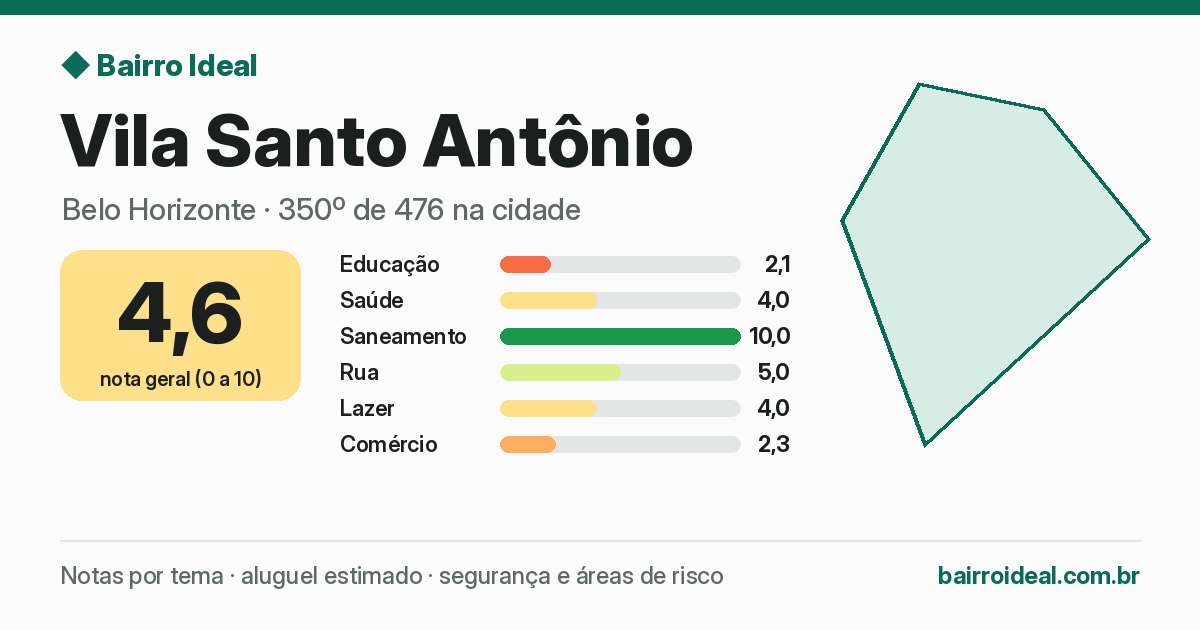 Bairro Ideal
Vila Santo Antônio
Belo Horizonte · 350º de 476 na cidade
4,6
nota geral (0 a 10)
Educação 2,1
Saúde 4,0
Saneamento 10,0
Rua 5,0
Lazer 4,0
Comércio 2,3
Notas por tema · aluguel estimado · segurança e áreas de risco
bairroideal.com.br